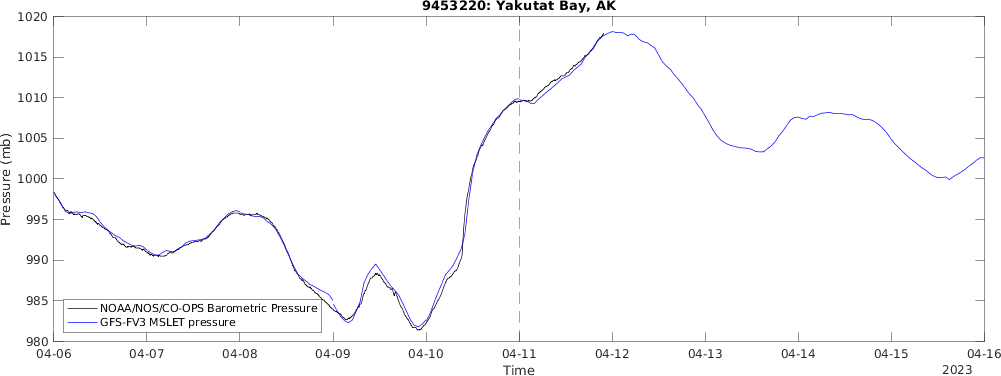 9453220: Yakutat Bay, AK
Pressure (mb)
1020
1015
1010
1005
1000
995
990
985
980
NOAA/NOS/CO-OPS Barometric Pressure
GFS-FV3 MSLET pressure
04-06 04-07 04-08 04-09 04-10 04-11 04-12 04-13 04-14 04-15 04-16
Time
2023